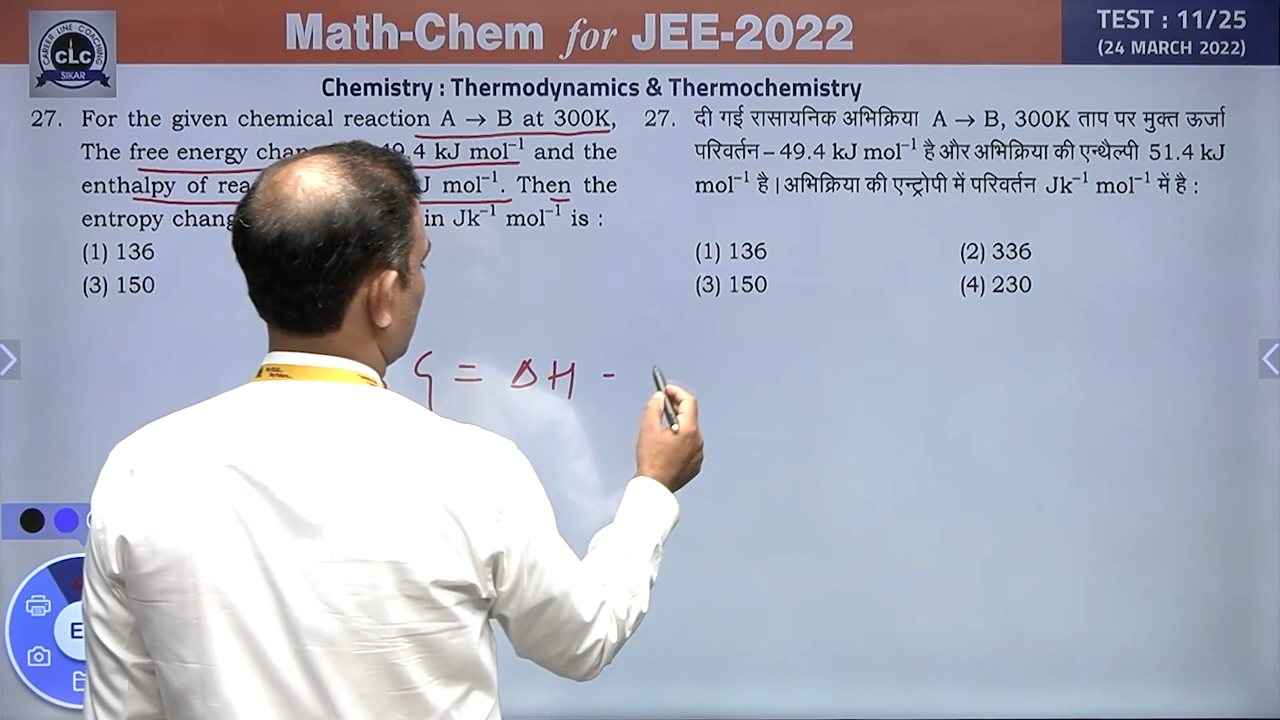 Math-Chem for JEE-2022
TEST : 11/25
(24 MARCH 2022)
CAREER LINE COACHING
CLC
SIKAR
Chemistry : Thermodynamics & Thermochemistry
27. For the given chemical reaction A → B at 300K,
The free energy 49.4 kJ mol⁻¹ and the
enthalpy of J mol⁻¹. Then the
entropy in Jk⁻¹ mol⁻¹ is :
(1) 136
(3) 150
27. दी गई रासायनिक अभिक्रिया A → B, 300K ताप पर मुक्त ऊर्जा
परिवर्तन – 49.4 kJ mol⁻¹ है और अभिक्रिया की एन्थैल्पी 51.4 kJ
mol⁻¹ है। अभिक्रिया की एन्ट्रोपी में परिवर्तन Jk⁻¹ mol⁻¹ में है :
(1) 136 (2) 336
(3) 150 (4) 230
G = ΔH -
E